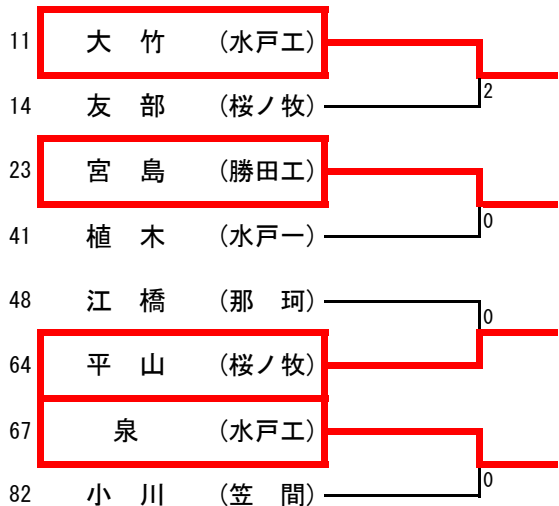 11 大 竹 (水戸工)
2
14 友 部 (桜ノ牧)
23 宮 島 (勝田工)
0
41 植 木 (水戸一)
48 江 橋 (那 珂)
0
64 平 山 (桜ノ牧)
67 泉 (水戸工)
0
82 小 川 (笠 間)